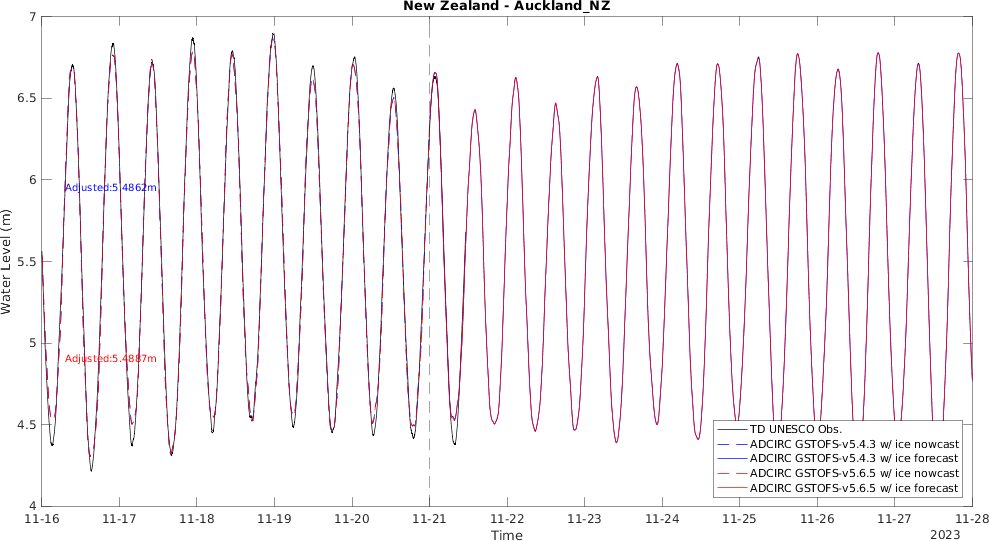 New Zealand - Auckland_NZ
7
6.5
6
5.5
5
4.5
4
Water Level (m)
Adjusted:5.4862m
Adjusted:5.4887m
TD UNESCO Obs.
ADCIRC GSTOFS-v5.4.3 w/ ice nowcast
ADCIRC GSTOFS-v5.4.3 w/ ice forecast
ADCIRC GSTOFS-v5.6.5 w/ ice nowcast
ADCIRC GSTOFS-v5.6.5 w/ ice forecast
11-16 11-17 11-18 11-19 11-20 11-21 11-22 11-23 11-24 11-25 11-26 11-27 11-28
Time
2023